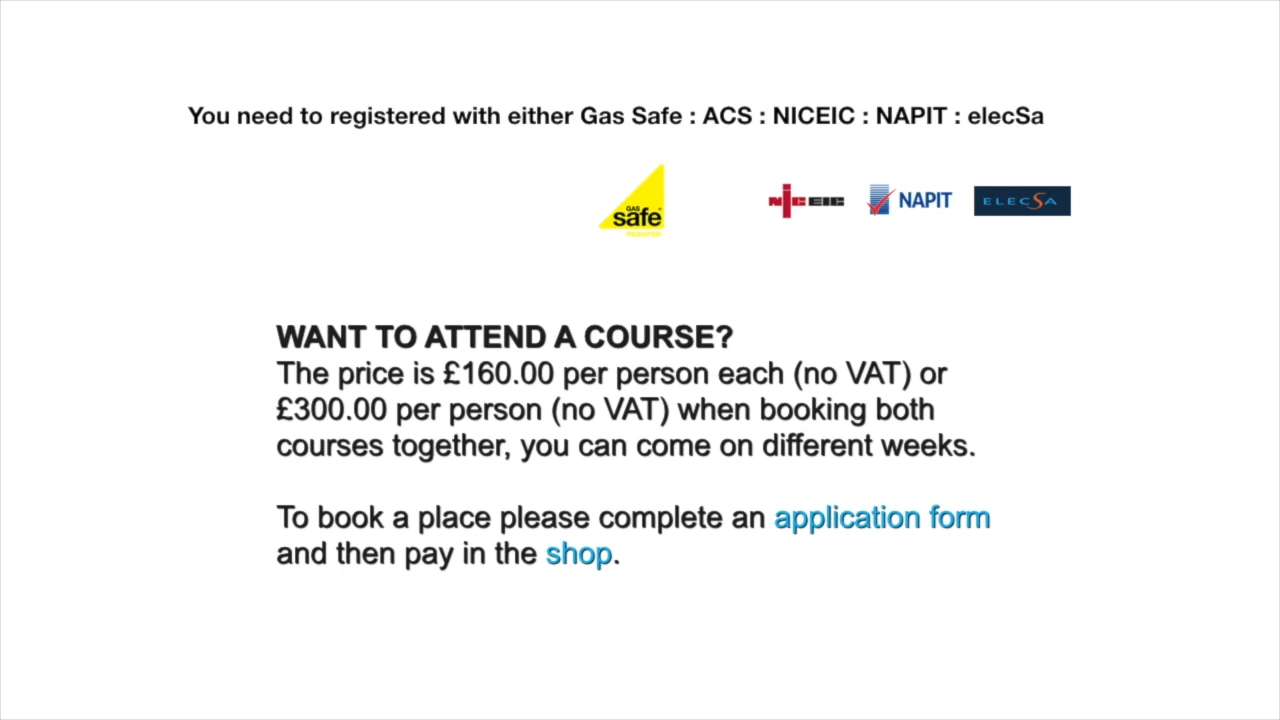 You need to registered with either Gas Safe : ACS : NICEIC : NAPIT : elecSa
GAS
safe
REGISTER
NICEIC
NAPIT
ELECSA
WANT TO ATTEND A COURSE?
The price is £160.00 per person each (no VAT) or
£300.00 per person (no VAT) when booking both
courses together, you can come on different weeks.
To book a place please complete an application form
and then pay in the shop.